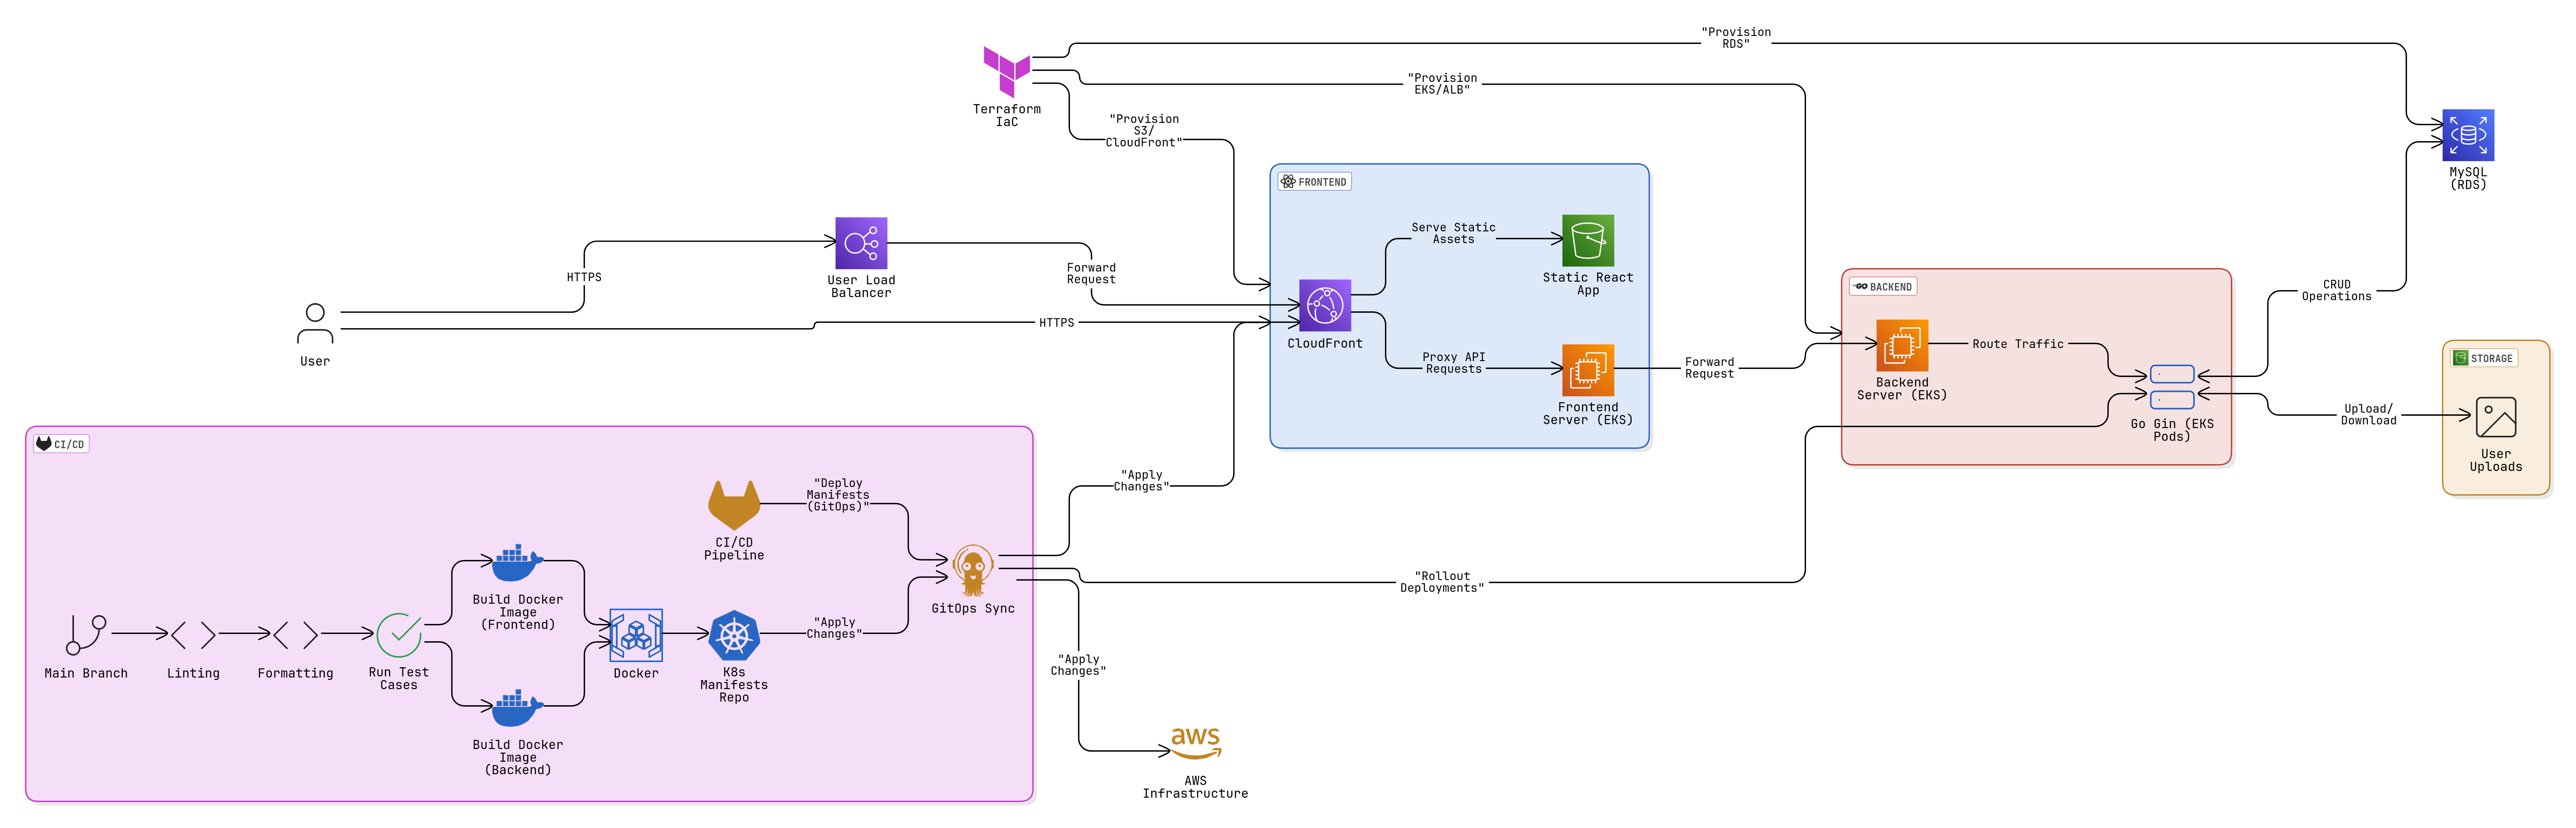 "Provision
RDS"
"Provision
EKS/ALB"
Terraform
IaC
"Provision
S3/
CloudFront"
MySQL
(RDS)
FRONTEND
Serve Static
Assets
Static React
App
User Load
Balancer
HTTPS
Forward
Request
HTTPS
CloudFront
User
Proxy API
Requests
Frontend
Server (EKS)
Forward
Request
GO BACKEND
Backend
Server (EKS)
Route Traffic
Go Gin (EKS
Pods)
CRUD
Operations
Upload/
Download
STORAGE
User
Uploads
CI/CD
CI/CD
Pipeline
"Deploy
Manifests
(GitOps)"
GitOps Sync
"Apply
Changes"
"Rollout
Deployments"
Main Branch
Linting
Formatting
Run Test
Cases
Build Docker
Image
(Frontend)
Build Docker
Image
(Backend)
Docker
K8s
Manifests
Repo
"Apply
Changes"
"Apply
Changes"
aws
AWS
Infrastructure